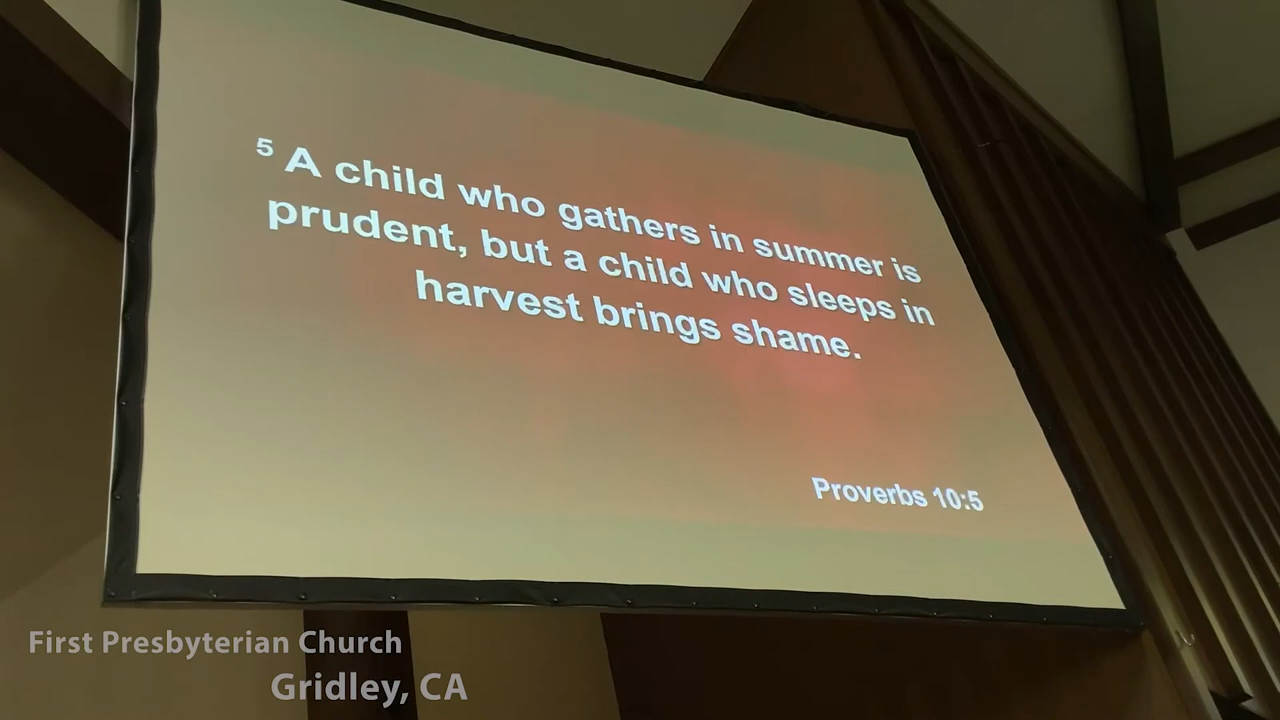 5 A child who gathers in summer is
prudent, but a child who sleeps in
harvest brings shame.
Proverbs 10:5
First Presbyterian Church
Gridley, CA